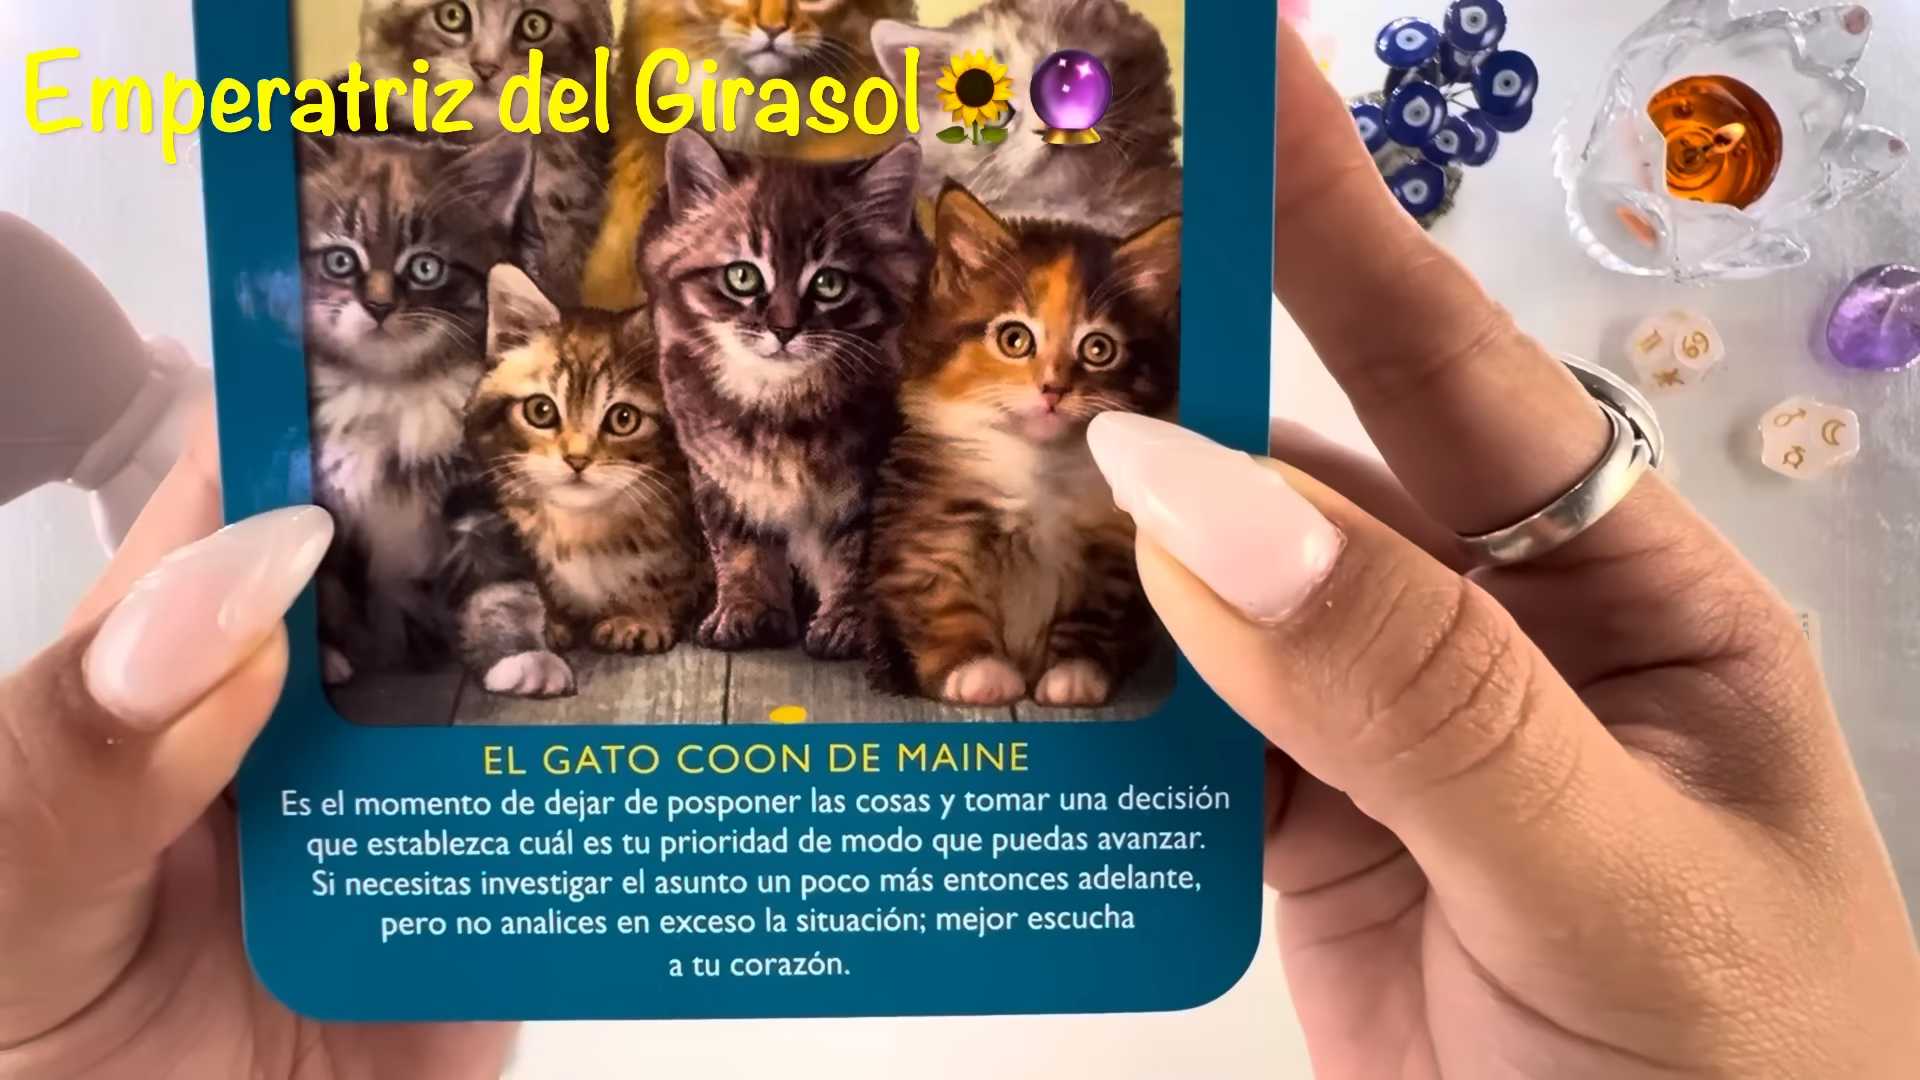 Emperatriz del Girasol🌻🔮
EL GATO COON DE MAINE
Es el momento de dejar de posponer las cosas y tomar una decisión
que establezca cuál es tu prioridad de modo que puedas avanzar.
Si necesitas investigar el asunto un poco más entonces adelante,
pero no analices en exceso la situación; mejor escucha
a tu corazón.